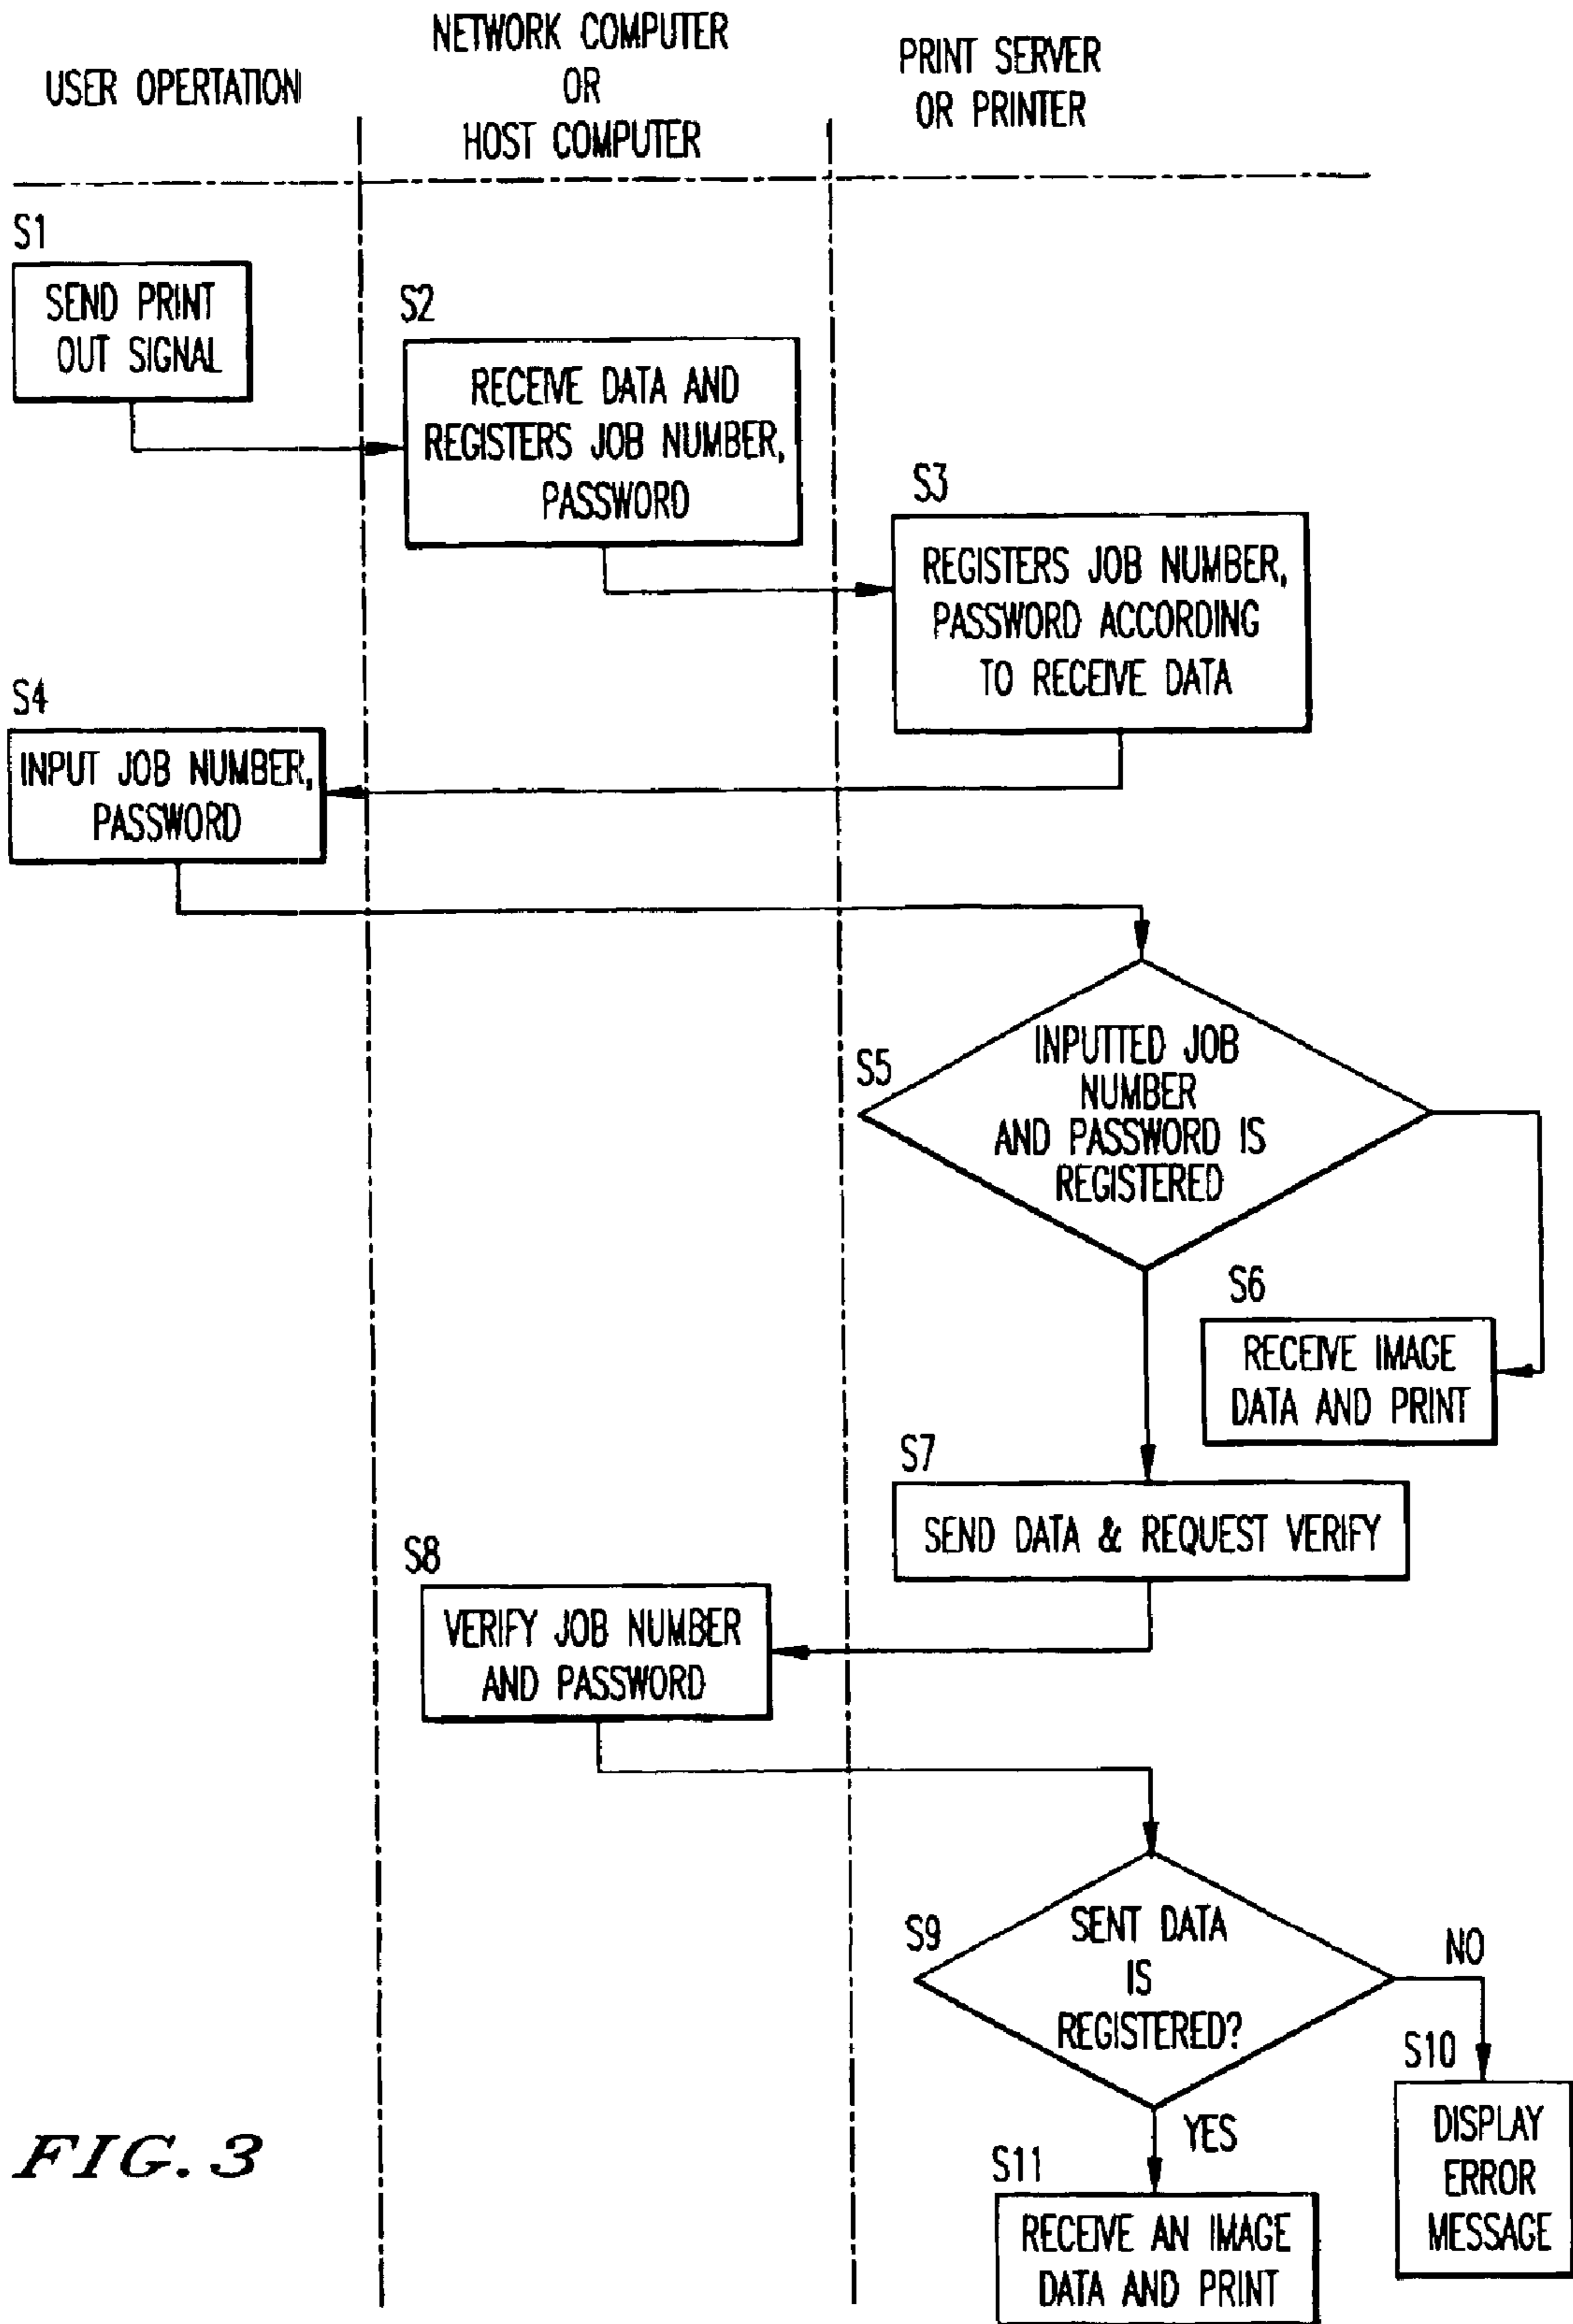 USER OPERTATION
NETWORK COMPUTER
OR
HOST COMPUTER
PRINT SERVER
OR PRINTER
S1
SEND PRINT
OUT SIGNAL
S2
RECEIVE DATA AND
REGISTERS JOB NUMBER,
PASSWORD
S3
REGISTERS JOB NUMBER,
PASSWORD ACCORDING
TO RECEIVE DATA
S4
INPUT JOB NUMBER,
PASSWORD
S5
INPUTTED JOB
NUMBER
AND PASSWORD IS
REGISTERED
S6
RECEIVE IMAGE
DATA AND PRINT
S7
SEND DATA & REQUEST VERIFY
S8
VERIFY JOB NUMBER
AND PASSWORD
S9
SENT DATA
IS
REGISTERED?
NO
S10
DISPLAY
ERROR
MESSAGE
YES
S11
RECEIVE AN IMAGE
DATA AND PRINT
FIG. 3